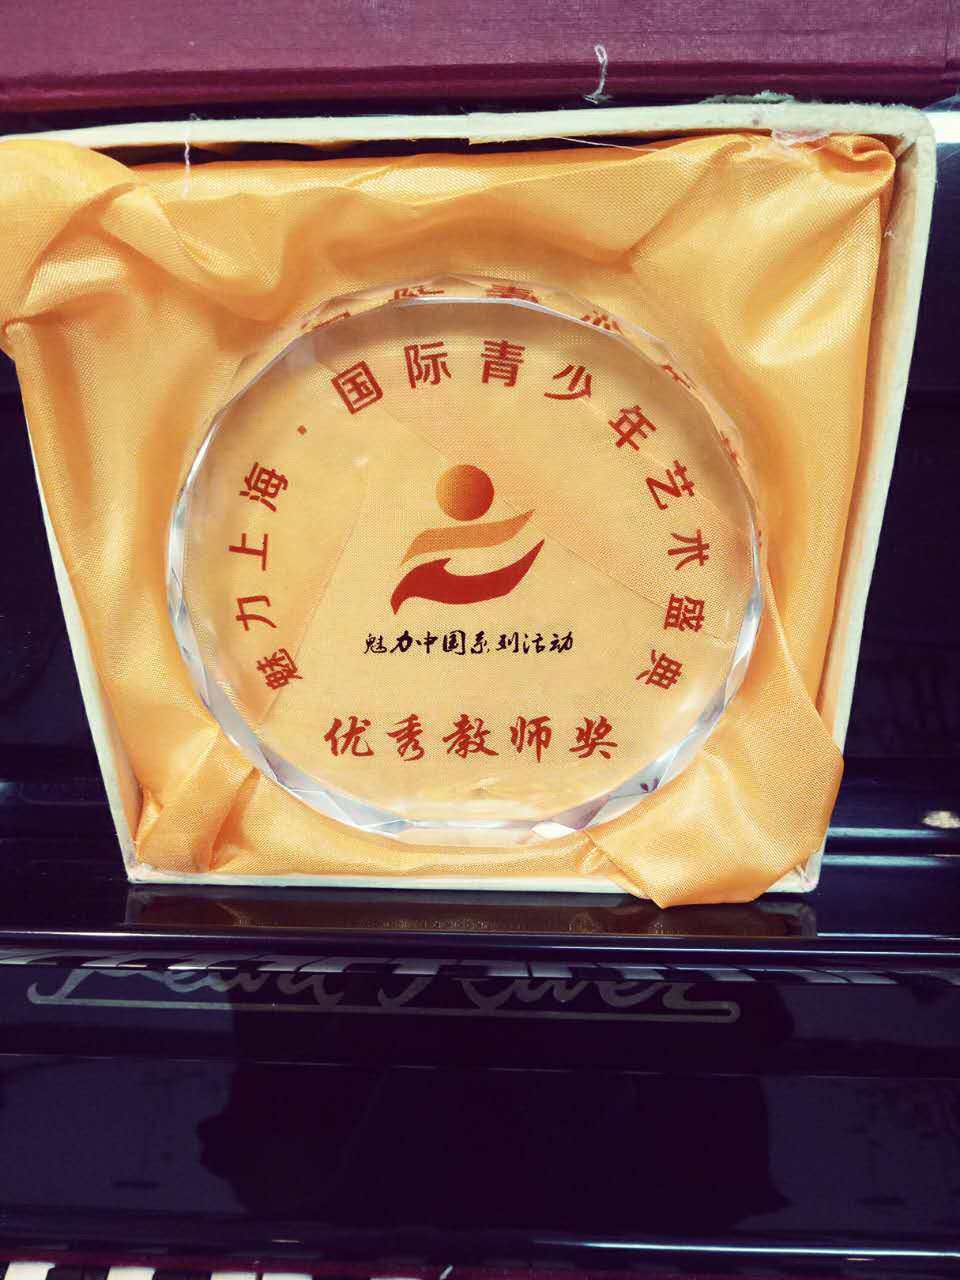 魅力上海·国际青少年艺术盛典
魅力中国系列活动
优秀教师奖
Pearl River